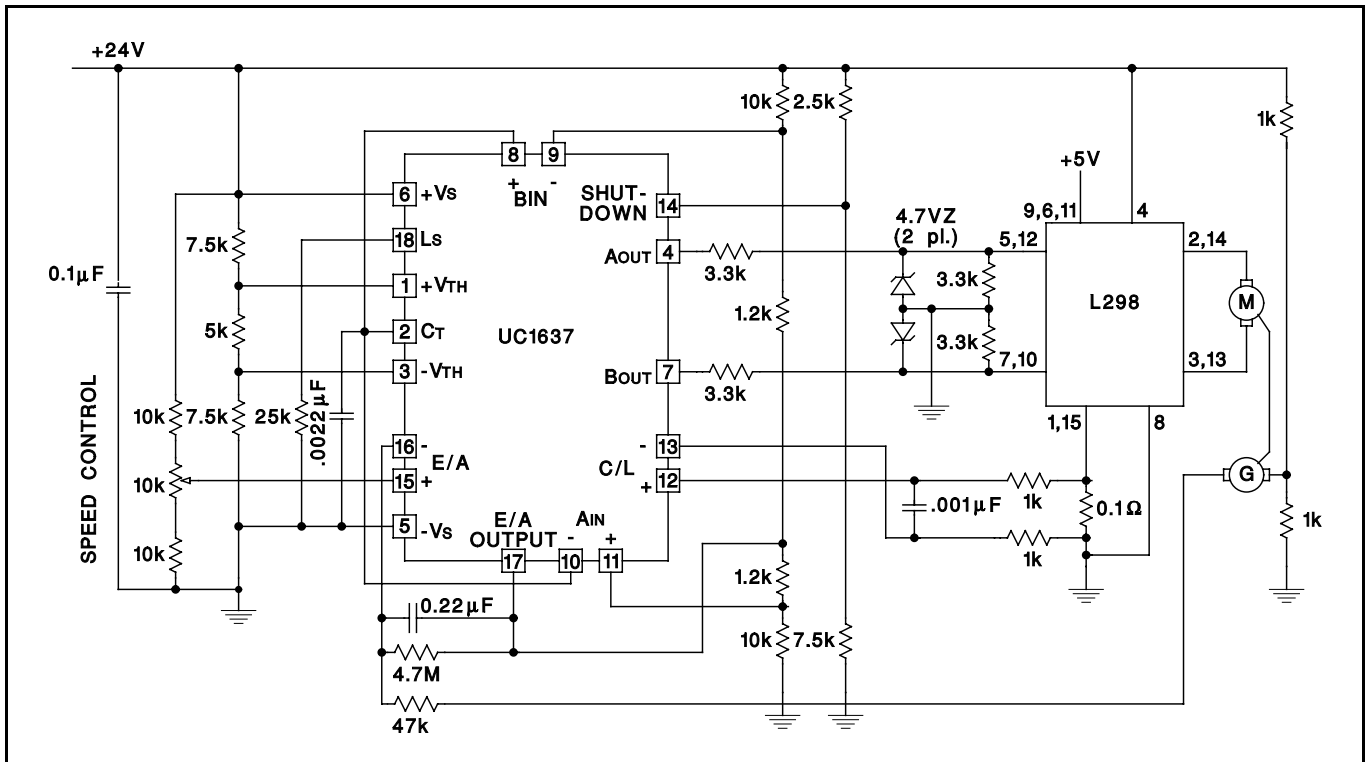 +24V
10k
2.5k
1k
+5V
8
9
+
-
BIN
6
+VS
SHUT-
DOWN
14
4.7VZ
(2 pl.)
9,6,11
4
7.5k
18
LS
AOUT
4
3.3k
5,12
2,14
0.1µF
1
+VTH
3.3k
L298
M
5k
2
CT
UC1637
1.2k
3
-VTH
BOUT
7
3.3k
3.3k
7,10
3,13
SPEED CONTROL
10k
7.5k
25k
.0022µF
16
-
E/A
-
13
1,15
8
10k
15
+
C/L
+
12
1k
G
.001µF
0.1Ω
1k
5
-VS
E/A
OUTPUT
AIN
-
+
10k
17
10
11
1k
1.2k
0.22µF
10k
7.5k
4.7M
47k